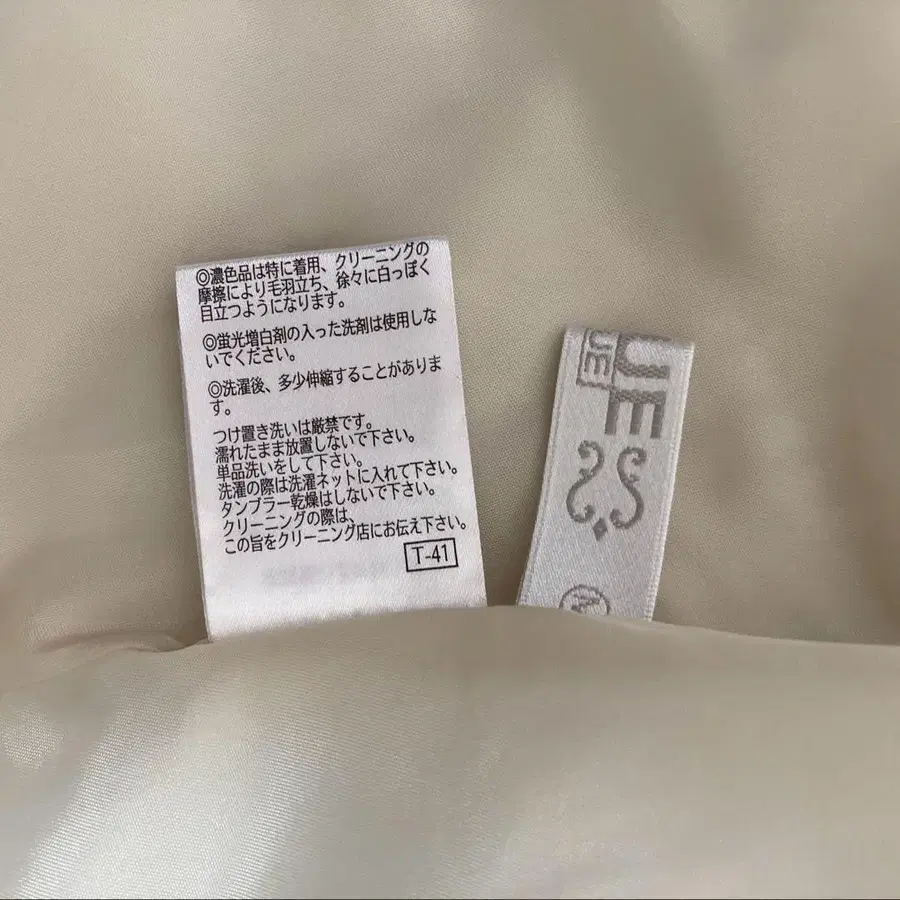 ◎濃色品は特に着用、クリーニングの
摩擦により毛羽立ち、徐々に白っぽく
目立つようになります。
◎蛍光増白剤の入った洗剤は使用しな
いでください。
◎洗濯後、多少伸縮することがありま
す。
つけ置き洗いは厳禁です。
濡れたまま放置しないで下さい。
単品洗いをして下さい。
洗濯の際は洗濯ネットに入れて下さい。
タンブラー乾燥はしないで下さい。
クリーニングの際は、
この旨をクリーニング店にお伝え下さい。
T-41
UE
UE